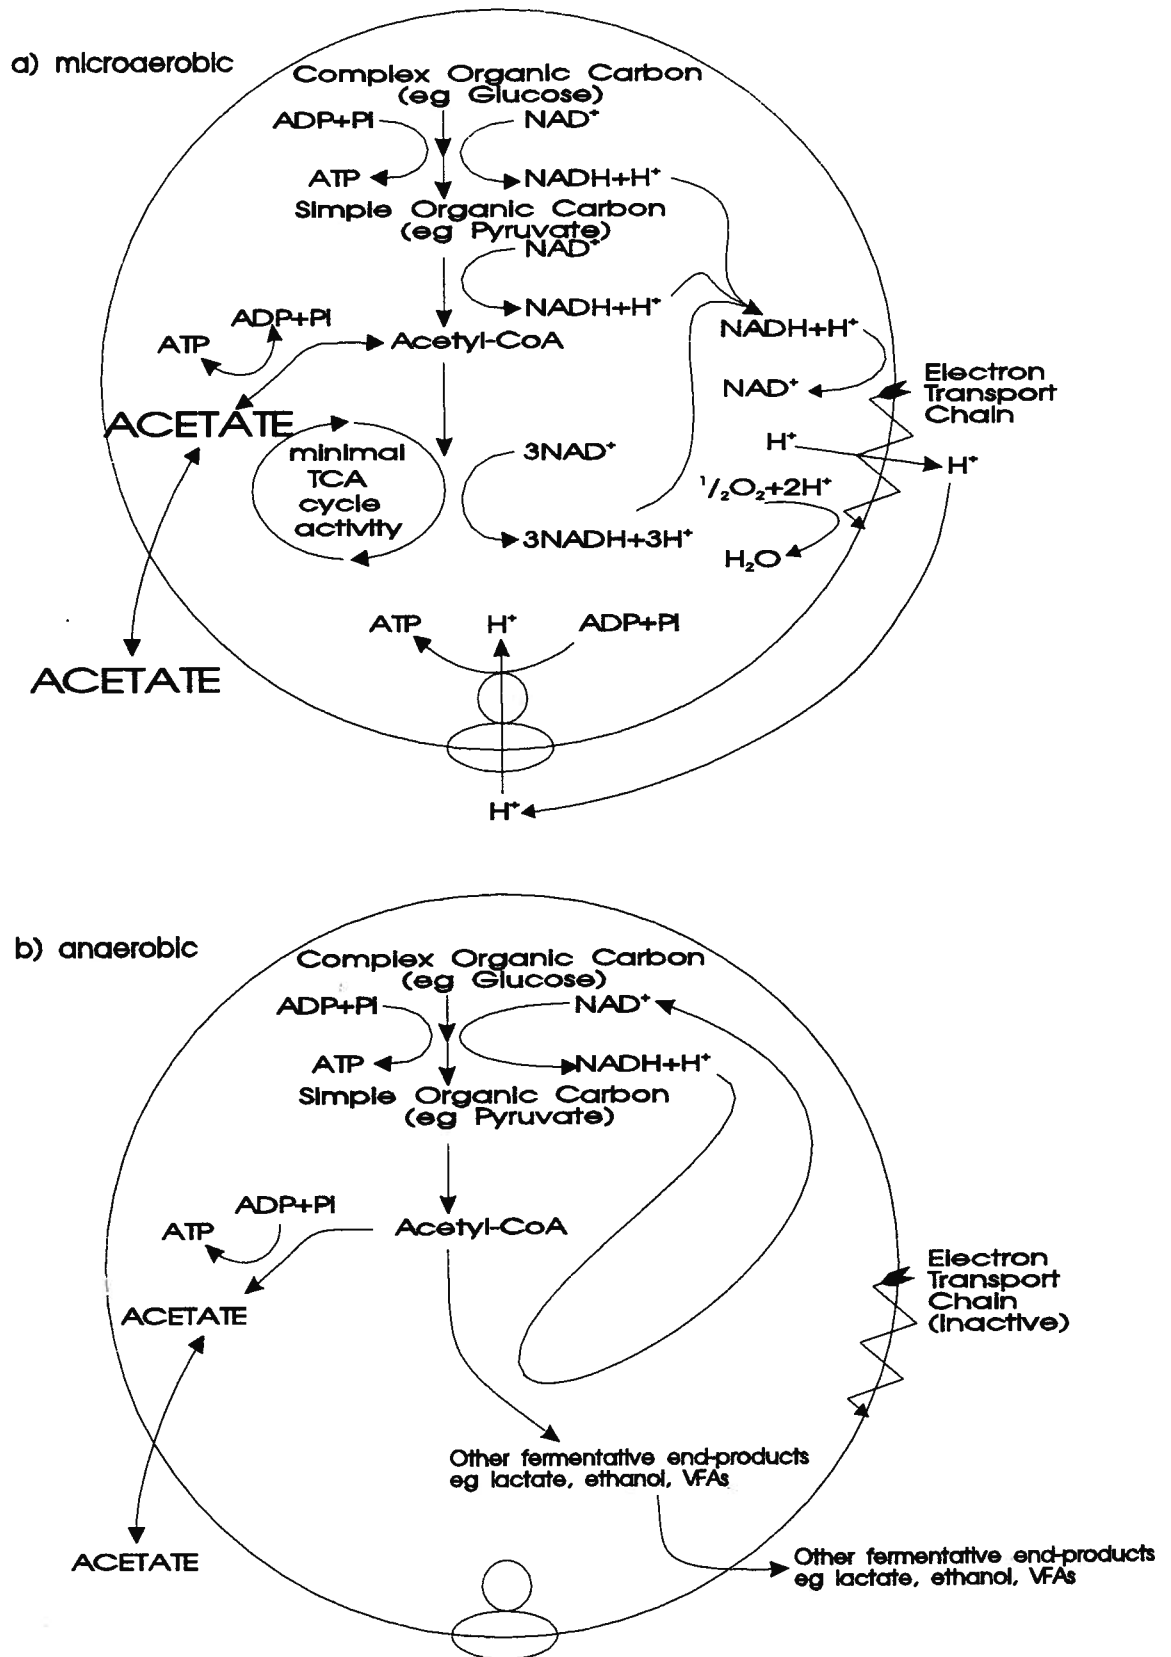 a) microaerobic
Complex Organic Carbon
(eg Glucose)
ADP+Pi
NAD⁺
ATP
NADH+H⁺
Simple Organic Carbon
(eg Pyruvate)
NAD⁺
NADH+H⁺
ADP+Pi
ATP
Acetyl-CoA
NADH+H⁺
NAD⁺
Electron
Transport
Chain
ACETATE
minimal
TCA
cycle
activity
3NAD⁺
3NADH+3H⁺
H⁺
H⁺
¹/₂O₂+2H⁺
H₂O
ATP
H⁺
ADP+Pi
ACETATE
H⁺
b) anaerobic
Complex Organic Carbon
(eg Glucose)
ADP+Pi
NAD⁺
ATP
NADH+H⁺
Simple Organic Carbon
(eg Pyruvate)
ADP+Pi
ATP
Acetyl-CoA
ACETATE
Electron
Transport
Chain
(inactive)
Other fermentative end-products
eg lactate, ethanol, VFAs
ACETATE
Other fermentative end-products
eg lactate, ethanol, VFAs